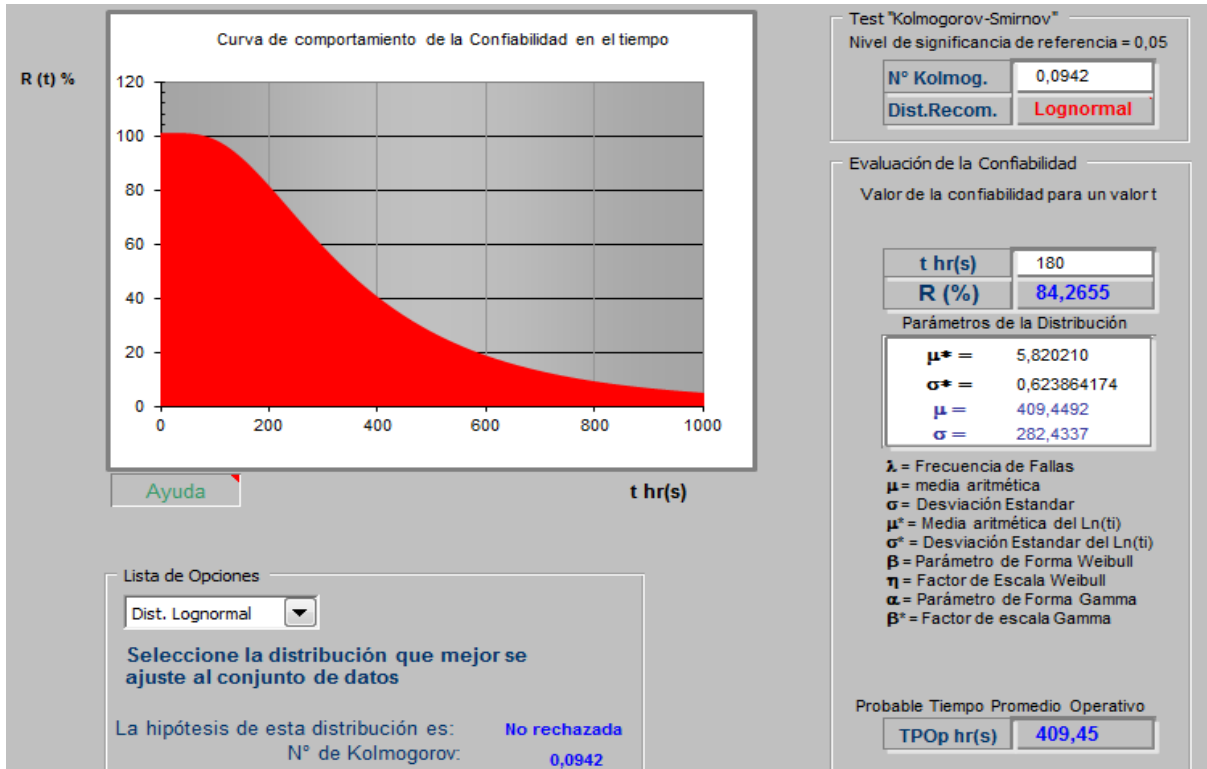 Curva de comportamiento de la Confiabilidad en el tiempo
R (t) %
120
100
80
60
40
20
0
0 200 400 600 800 1000
Ayuda
t hr(s)
Lista de Opciones
Dist. Lognormal
Seleccione la distribución que mejor se
ajuste al conjunto de datos
La hipótesis de esta distribución es: No rechazada
N° de Kolmogorov: 0,0942
Test "Kolmogorov-Smirnov"
Nivel de significancia de referencia = 0,05
N° Kolmog. 0,0942
Dist.Recom. Lognormal
Evaluación de la Confiabilidad
Valor de la confiabilidad para un valor t
t hr(s) 180
R (%) 84,2655
Parámetros de la Distribución
μ* = 5,820210
σ* = 0,623864174
μ = 409,4492
σ = 282,4337
λ = Frecuencia de Fallas
μ = media aritmética
σ = Desviación Estandar
μ* = Media aritmética del Ln(ti)
σ* = Desviación Estandar del Ln(ti)
β = Parámetro de Forma Weibull
η = Factor de Escala Weibull
α = Parámetro de Forma Gamma
β* = Factor de escala Gamma
Probable Tiempo Promedio Operativo
TPOp hr(s) 409,45